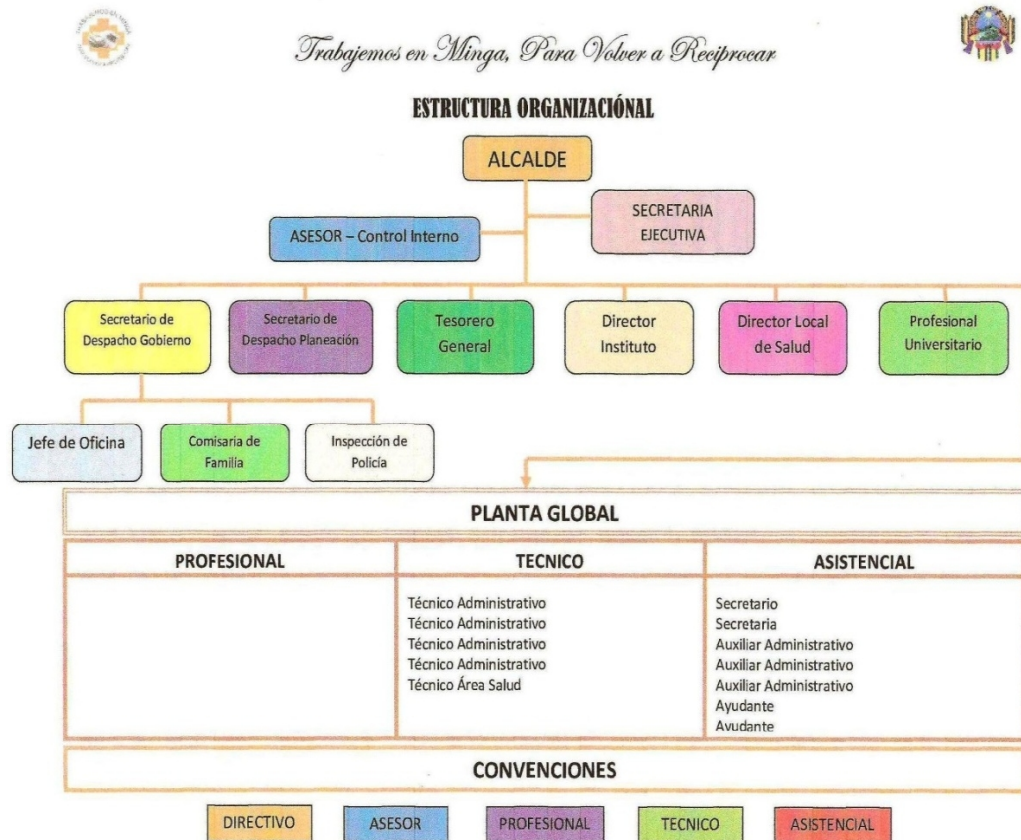 Trabajemos en Minga, Para Volver a Reciprocar
ESTRUCTURA ORGANIZACIÓNAL
ALCALDE
SECRETARIA
EJECUTIVA
ASESOR – Control Interno
Secretario de
Despacho Gobierno
Secretario de
Despacho Planeación
Tesorero
General
Director
Instituto
Director Local
de Salud
Profesional
Universitario
Jefe de Oficina
Comisaria de
Familia
Inspección de
Policía
PLANTA GLOBAL
PROFESIONAL
TECNICO
Técnico Administrativo
Técnico Administrativo
Técnico Administrativo
Técnico Administrativo
Técnico Área Salud
ASISTENCIAL
Secretario
Secretaria
Auxiliar Administrativo
Auxiliar Administrativo
Auxiliar Administrativo
Ayudante
Ayudante
CONVENCIONES
DIRECTIVO
ASESOR
PROFESIONAL
TECNICO
ASISTENCIAL